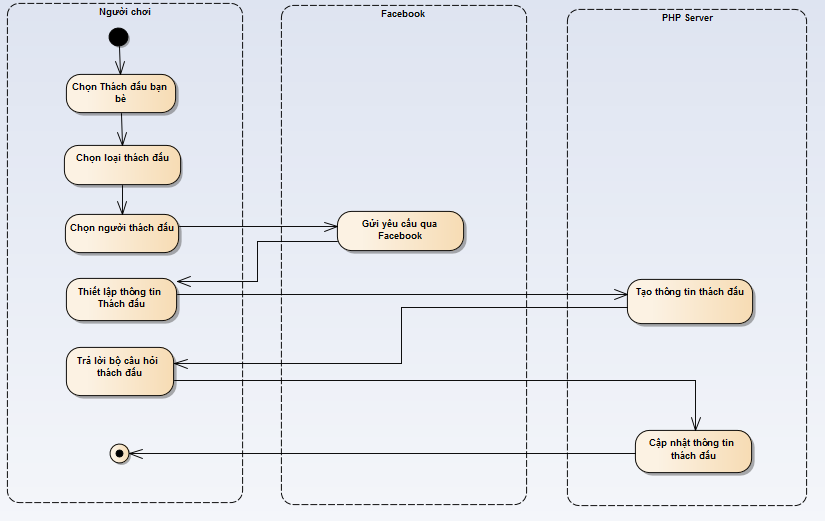 Người chơi
Facebook
PHP Server
Chọn Thách đấu bạn
bè
Chọn loại thách đấu
Chọn người thách đấu
Gửi yêu cầu qua
Facebook
Thiết lập thông tin
Thách đấu
Tạo thông tin thách đấu
Trả lời bộ câu hỏi
thách đấu
Cập nhật thông tin
thách đấu